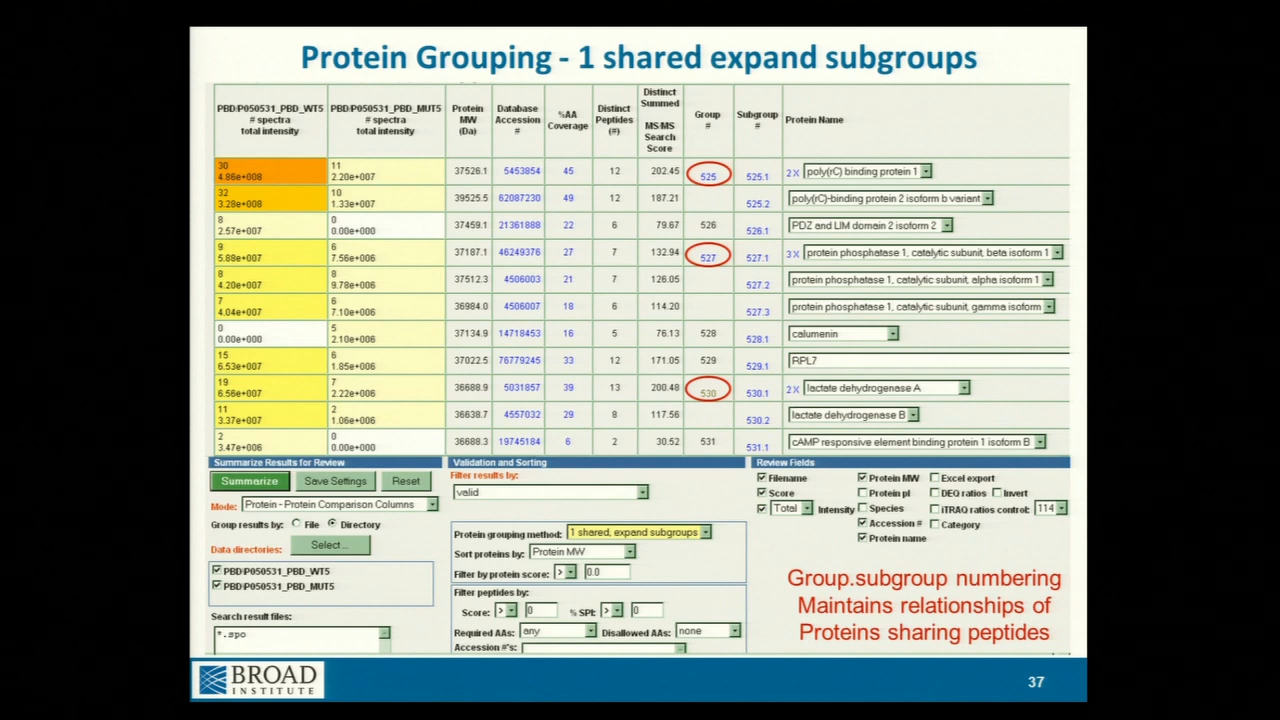 Protein Grouping - 1 shared expand subgroups
PBD/P050531_PBD_WT5 # spectra total intensity PBD/P050531_PBD_MUT5 # spectra total intensity Protein MW (Da) Database Accession # %AA Coverage Distinct Peptides (#) Distinct Summed MS/MS Search Score Group # Subgroup # Protein Name
30 4.86e+008 11 2.20e+007 37526.1 5453854 45 12 202.45 525 525.1 2 X poly(rC) binding protein 1
32 3.28e+008 10 1.33e+007 39525.5 62087230 49 12 187.21 525.2 poly(rC)-binding protein 2 isoform b variant
8 2.57e+007 0 0.00e+000 37459.1 21361888 22 6 79.67 526 526.1 PDZ and LIM domain 2 isoform 2
9 5.88e+007 6 7.56e+006 37187.1 46249376 27 7 132.94 527 527.1 3 X protein phosphatase 1, catalytic subunit, beta isoform 1
8 4.20e+007 8 9.78e+006 37512.3 4506003 21 7 126.05 527.2 protein phosphatase 1, catalytic subunit, alpha isoform 1
7 4.04e+007 6 7.10e+006 36984.0 4506007 18 6 114.20 527.3 protein phosphatase 1, catalytic subunit, gamma isoform
0 0.00e+000 5 2.10e+006 37134.9 14718453 16 5 76.13 528 528.1 calumenin
15 6.53e+007 6 1.85e+006 37022.5 76779245 33 12 171.05 529 529.1 RPL7
19 6.56e+007 7 2.22e+006 36688.9 5031857 39 13 200.48 530 530.1 2 X lactate dehydrogenase A
11 3.37e+007 2 1.06e+006 36638.7 4557032 29 8 117.56 530.2 lactate dehydrogenase B
2 3.47e+006 0 0.00e+000 36688.3 19745184 6 2 30.52 531 531.1 cAMP responsive element binding protein 1 isoform B
Summarize Results for Review
Summarize Save Settings Reset
Mode: Protein - Protein Comparison Columns
Group results by: File Directory
Data directories: Select...
PBD/P050531_PBD_WT5
PBD/P050531_PBD_MUT5
Search result files:
*.spo
Validation and Sorting
Filter results by:
valid
Protein grouping method: 1 shared, expand subgroups
Sort proteins by: Protein MW
Filter by protein score: > 0.0
Filter peptides by:
Score: > 0 % SPI: > 0
Required AAs: any Disallowed AAs: none
Accession #'s:
Review Fields
Filename Protein MW Excel export
Score Protein pI DEQ ratios Invert
Total Intensity Species iTRAQ ratios control: 114
Accession # Category
Protein name
Group.subgroup numbering
Maintains relationships of
Proteins sharing peptides
BROAD
INSTITUTE
37